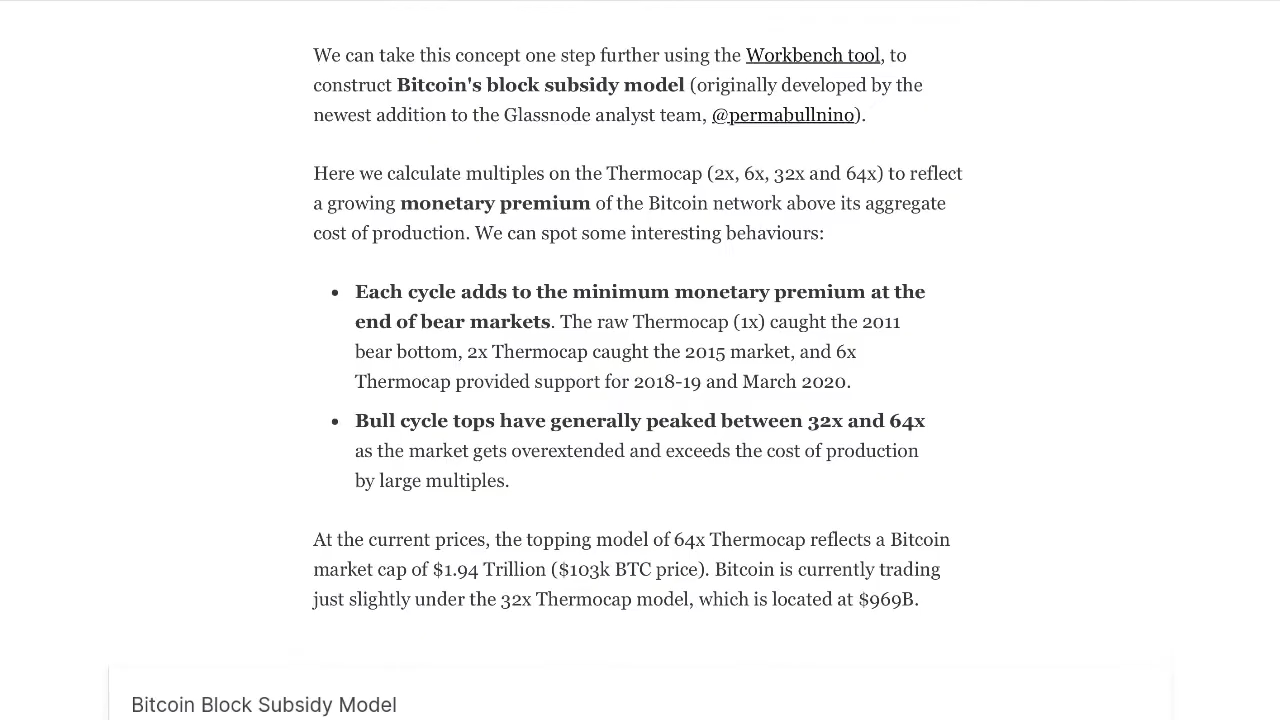 We can take this concept one step further using the Workbench tool, to
construct Bitcoin's block subsidy model (originally developed by the
newest addition to the Glassnode analyst team, @permabullnino).
Here we calculate multiples on the Thermocap (2x, 6x, 32x and 64x) to reflect
a growing monetary premium of the Bitcoin network above its aggregate
cost of production. We can spot some interesting behaviours:
• Each cycle adds to the minimum monetary premium at the
end of bear markets. The raw Thermocap (1x) caught the 2011
bear bottom, 2x Thermocap caught the 2015 market, and 6x
Thermocap provided support for 2018-19 and March 2020.
• Bull cycle tops have generally peaked between 32x and 64x
as the market gets overextended and exceeds the cost of production
by large multiples.
At the current prices, the topping model of 64x Thermocap reflects a Bitcoin
market cap of $1.94 Trillion ($103k BTC price). Bitcoin is currently trading
just slightly under the 32x Thermocap model, which is located at $969B.
Bitcoin Block Subsidy Model